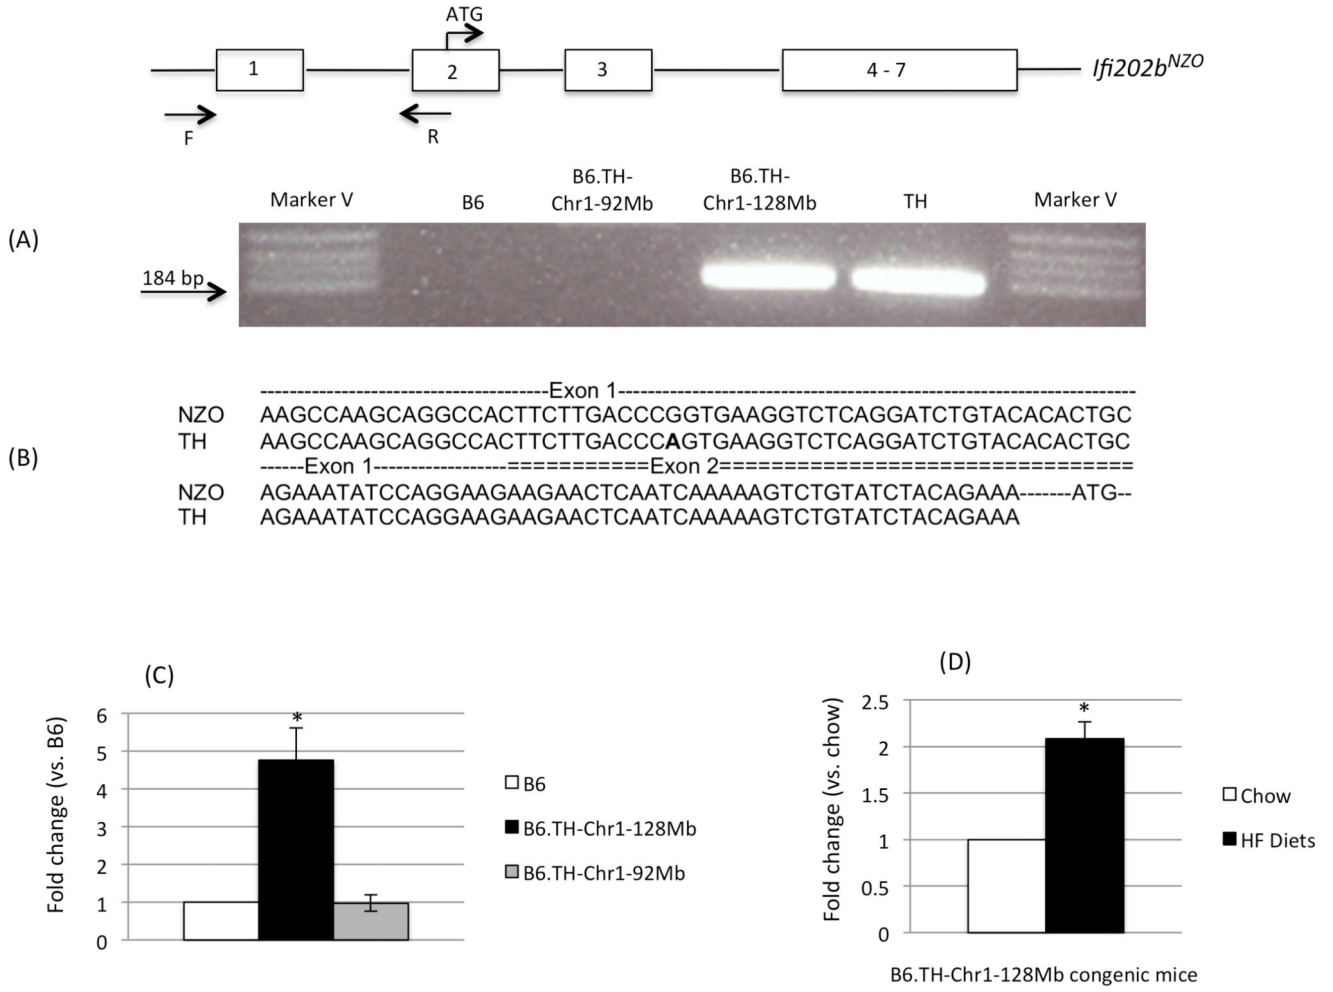 ATG
1
2
3
4 - 7
Ifi202b^NZO
F
R
Marker V
B6
B6.TH-
Chr1-92Mb
B6.TH-
Chr1-128Mb
TH
Marker V
(A)
184 bp
(B)
--------------------------------------Exon 1--------------------------------------------------------------------
NZO AAGCCAAGCAGGCCACTTCTTGACCCGGTGAAGGTCTCAGGATCTGTACACACTGC
TH AAGCCAAGCAGGCCACTTCTTGACCCAGTGAAGGTCTCAGGATCTGTACACACTGC
------Exon 1------------------===========Exon 2=================================
NZO AGAAATATCCAGGAAGAAGAACTCAATCAAAAAGTCTGTATCTACAGAAA-------ATG--
TH AGAAATATCCAGGAAGAAGAACTCAATCAAAAAGTCTGTATCTACAGAAA
(C)
Fold change (vs. B6)
6
5
4
3
2
1
0
*
B6
B6.TH-Chr1-128Mb
B6.TH-Chr1-92Mb
(D)
Fold change (vs. chow)
2.5
2
1.5
1
0.5
0
*
Chow
HF Diets
B6.TH-Chr1-128Mb congenic mice